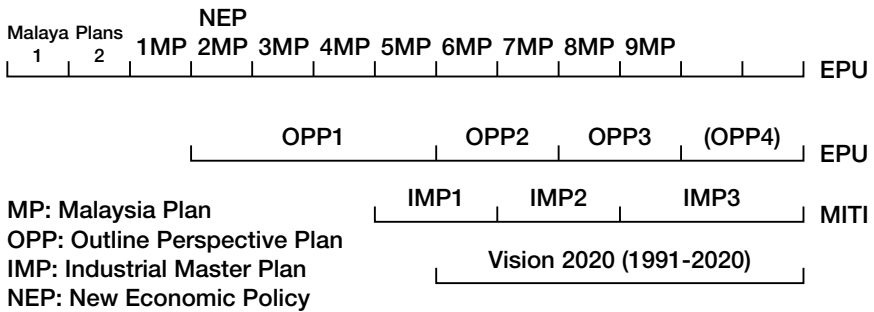 NEP
Malaya Plans
1 2 1MP 2MP 3MP 4MP 5MP 6MP 7MP 8MP 9MP
EPU
OPP1 OPP2 OPP3 (OPP4)
EPU
IMP1 IMP2 IMP3
MITI
MP: Malaysia Plan
OPP: Outline Perspective Plan
IMP: Industrial Master Plan
NEP: New Economic Policy
Vision 2020 (1991-2020)